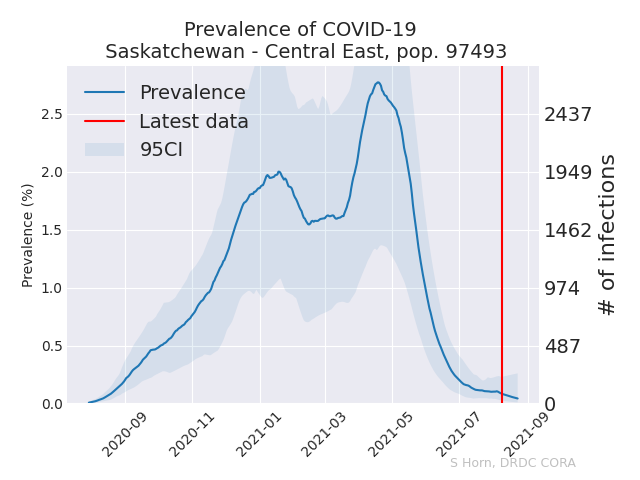 Prevalence of COVID-19
Saskatchewan - Central East, pop. 97493
Prevalence
Latest data
95CI
Prevalence (%)
2.5
2.0
1.5
1.0
0.5
0.0
2437
1949
1462
974
487
0
# of infections
2020-09
2020-11
2021-01
2021-03
2021-05
2021-07
2021-09
S Horn, DRDC CORA